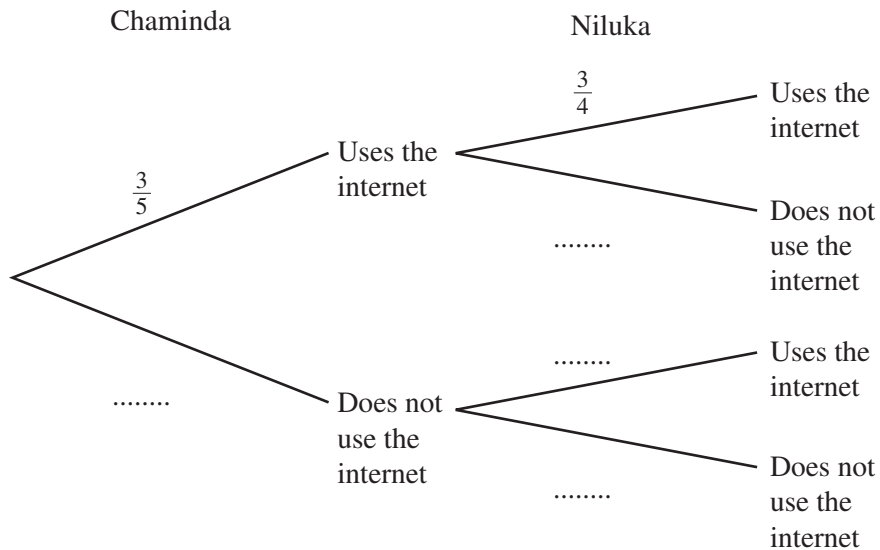 Chaminda
Niluka
3/5
Uses the
internet
3/4
Uses the
internet
........
Does not
use the
internet
........
Does not
use the
internet
........
Uses the
internet
........
Does not
use the
internet